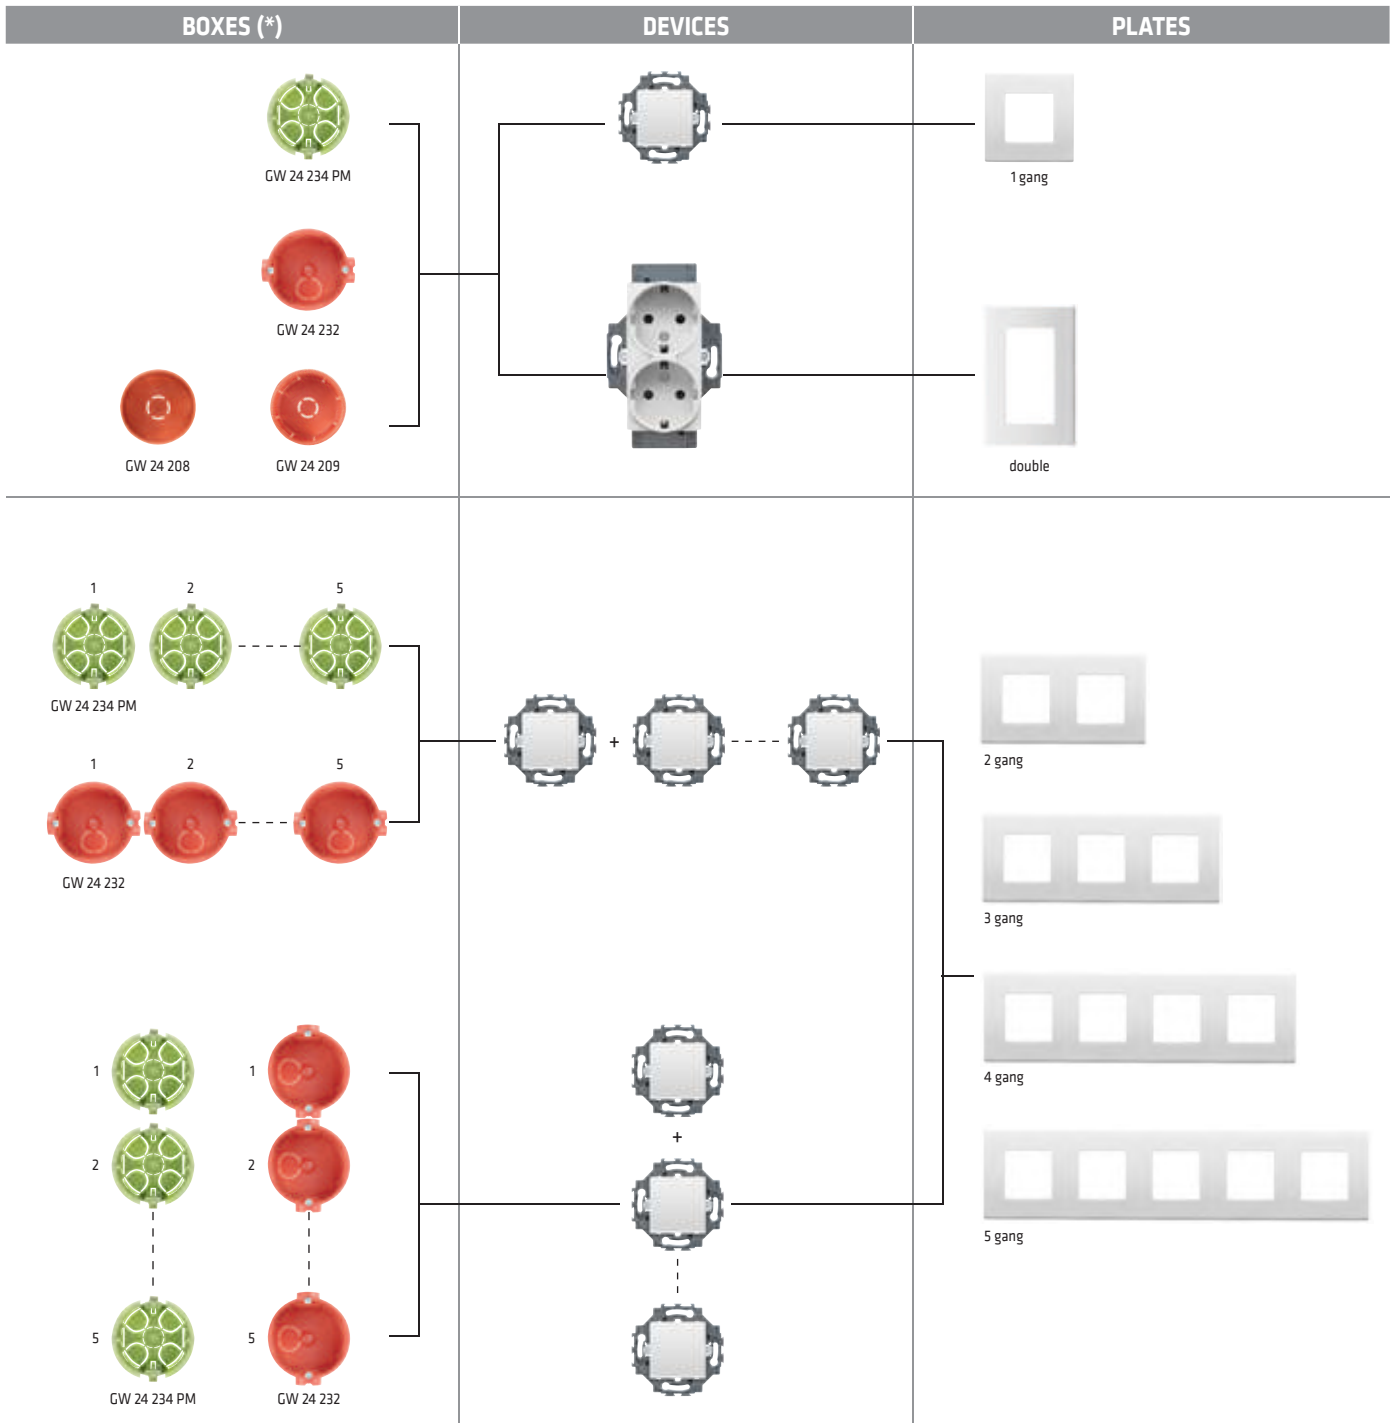 BOXES (*) DEVICES PLATES
GW 24 234 PM
1 gang
GW 24 232
GW 24 208 GW 24 209
double
1 2 5
GW 24 234 PM
+
2 gang
1 2 5
GW 24 232
3 gang
1 1
4 gang
+
2 2
5 gang
5 5
GW 24 234 PM GW 24 232